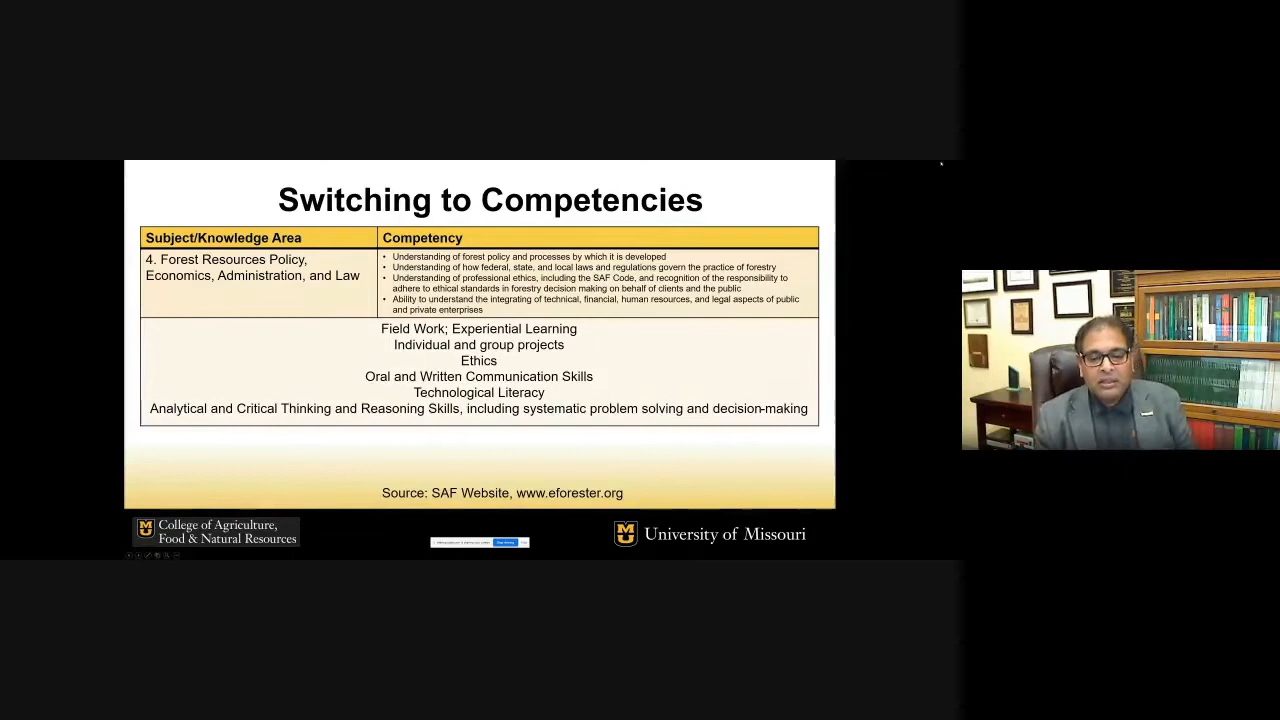 Switching to Competencies
Subject/Knowledge Area
Competency
4. Forest Resources Policy,
Economics, Administration, and Law
• Understanding of forest policy and processes by which it is developed
• Understanding of how federal, state, and local laws and regulations govern the practice of forestry
• Understanding of professional ethics, including the SAF Code, and recognition of the responsibility to
adhere to ethical standards in forestry decision making on behalf of clients and the public
• Ability to understand the integrating of technical, financial, human resources, and legal aspects of public
and private enterprises
Field Work; Experiential Learning
Individual and group projects
Ethics
Oral and Written Communication Skills
Technological Literacy
Analytical and Critical Thinking and Reasoning Skills, including systematic problem solving and decision-making
Source: SAF Website, www.eforester.org
College of Agriculture,
Food & Natural Resources
University of Missouri